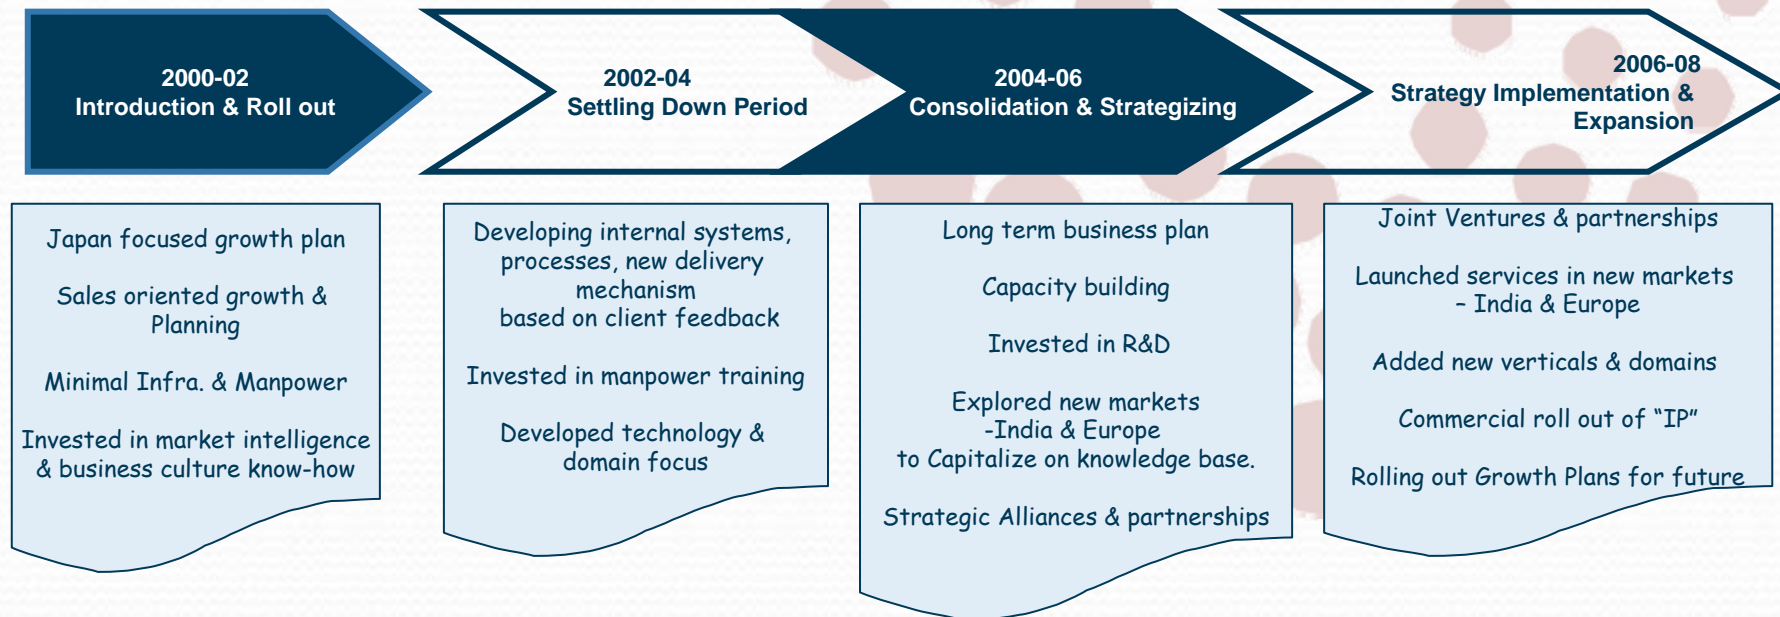 2000-02
Introduction & Roll out
2002-04
Settling Down Period
2004-06
Consolidation & Strategizing
2006-08
Strategy Implementation &
Expansion
Japan focused growth plan
Sales oriented growth &
Planning
Minimal Infra. & Manpower
Invested in market intelligence
& business culture know-how
Developing internal systems,
processes, new delivery
mechanism
based on client feedback
Invested in manpower training
Developed technology &
domain focus
Long term business plan
Capacity building
Invested in R&D
Explored new markets
-India & Europe
to Capitalize on knowledge base.
Strategic Alliances & partnerships
Joint Ventures & partnerships
Launched services in new markets
– India & Europe
Added new verticals & domains
Commercial roll out of “IP”
Rolling out Growth Plans for future